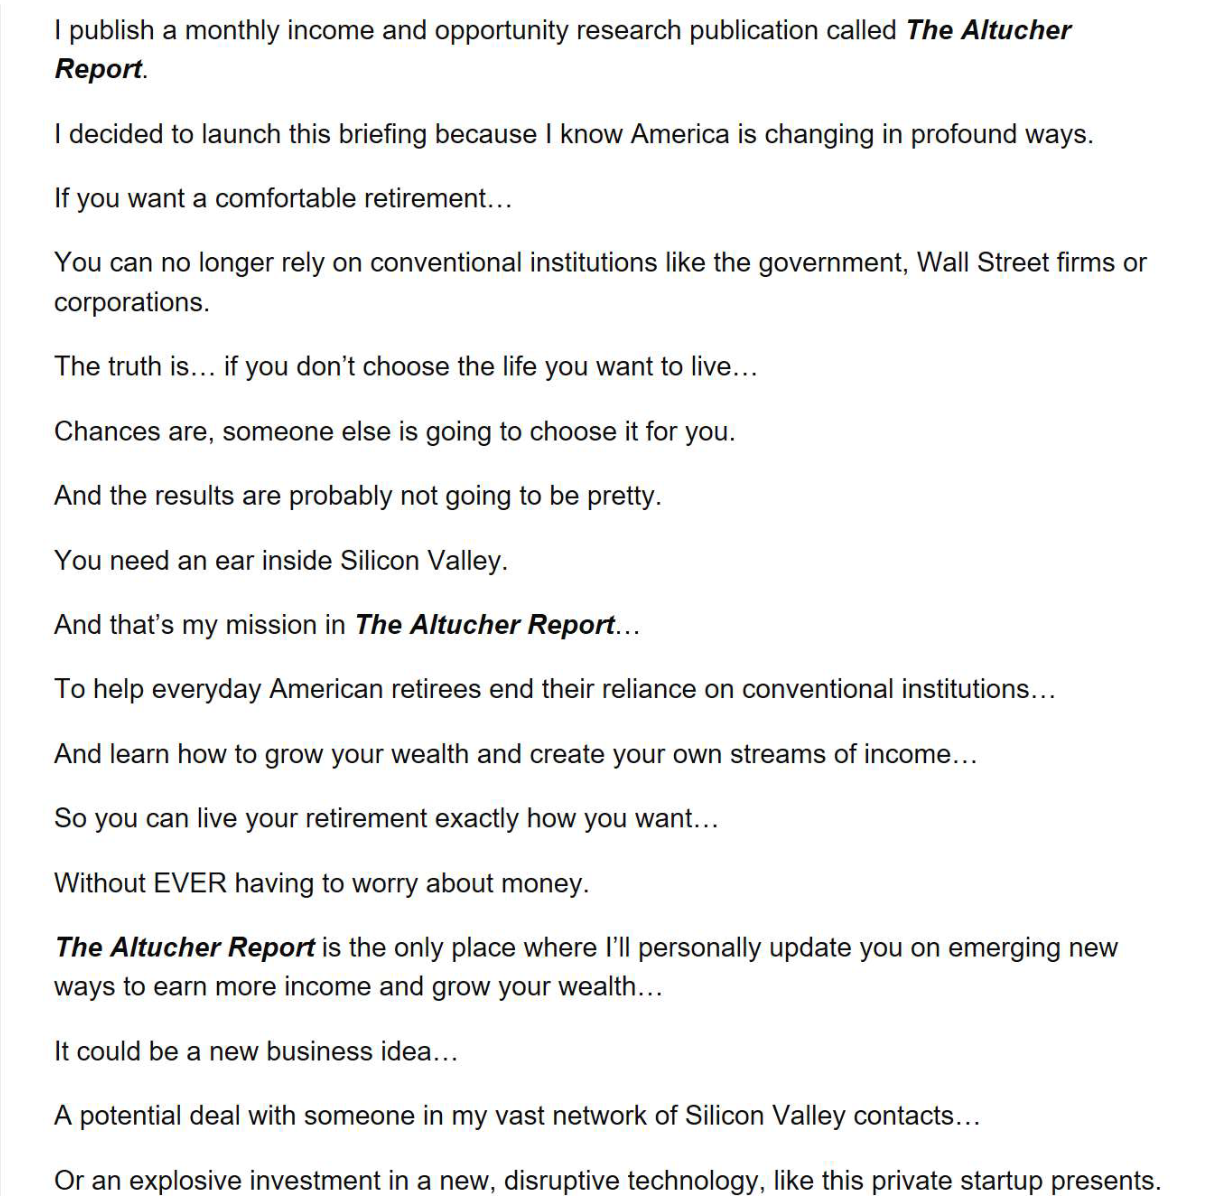 I publish a monthly income and opportunity research publication called The Altucher
Report.
I decided to launch this briefing because I know America is changing in profound ways.
If you want a comfortable retirement…
You can no longer rely on conventional institutions like the government, Wall Street firms or
corporations.
The truth is… if you don’t choose the life you want to live…
Chances are, someone else is going to choose it for you.
And the results are probably not going to be pretty.
You need an ear inside Silicon Valley.
And that’s my mission in The Altucher Report…
To help everyday American retirees end their reliance on conventional institutions…
And learn how to grow your wealth and create your own streams of income…
So you can live your retirement exactly how you want…
Without EVER having to worry about money.
The Altucher Report is the only place where I’ll personally update you on emerging new
ways to earn more income and grow your wealth…
It could be a new business idea…
A potential deal with someone in my vast network of Silicon Valley contacts…
Or an explosive investment in a new, disruptive technology, like this private startup presents.